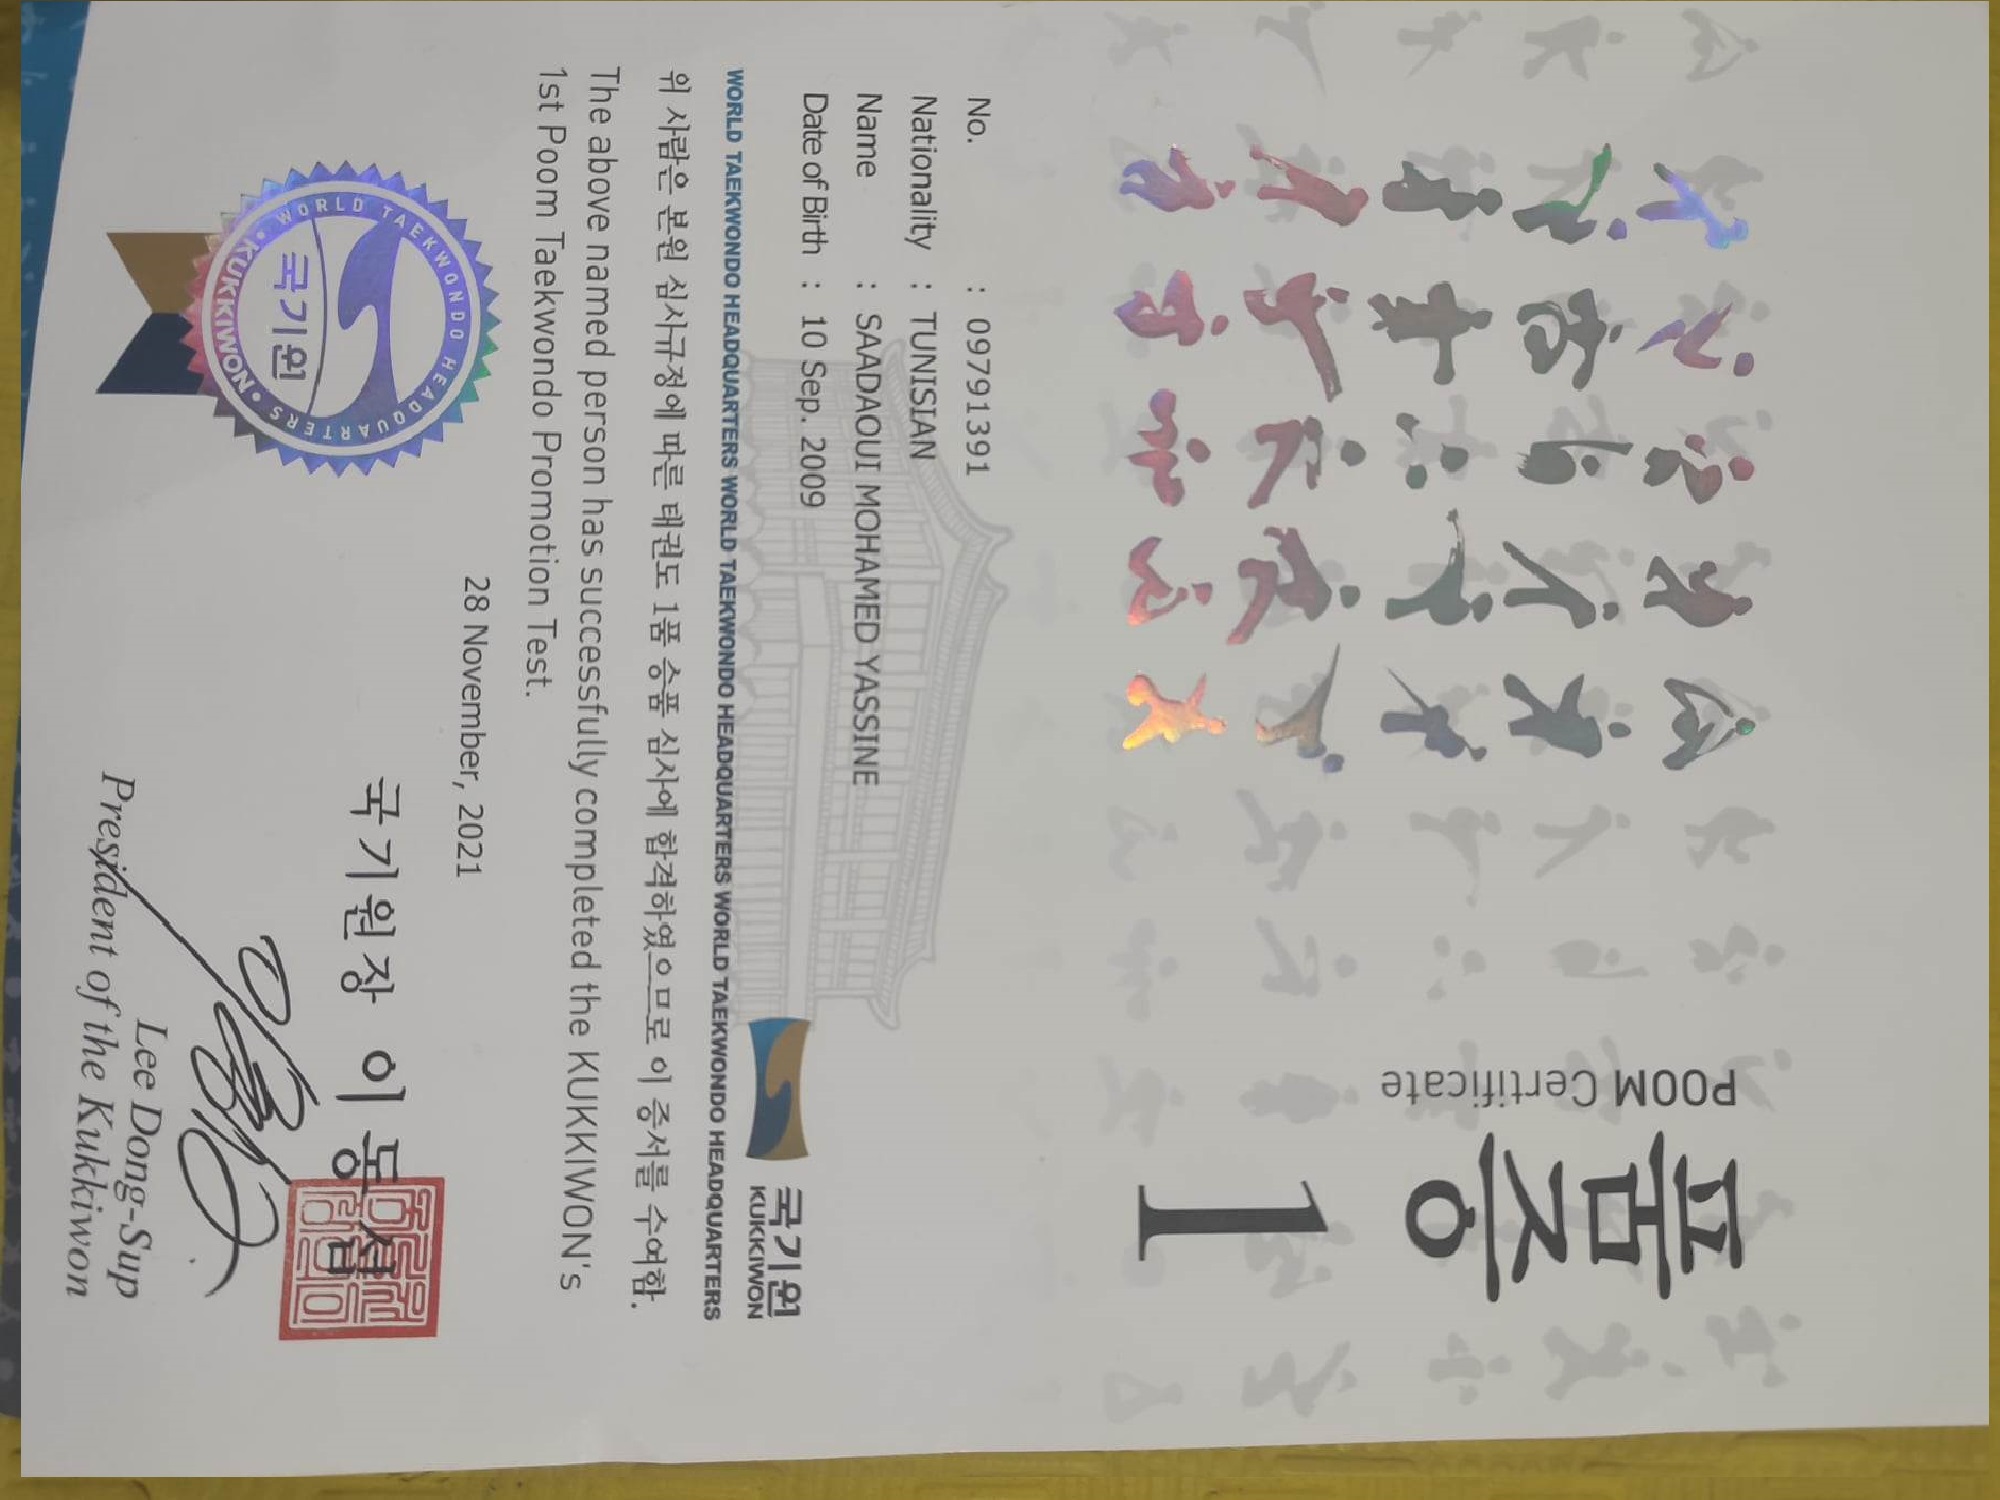 품증
1
POOM Certificate
No. : 09791391
Nationality : TUNISIAN
Name : SAADAOUI MOHAMED YASSINE
Date of Birth : 10 Sep. 2009
국기원
KUKKIWON
WORLD TAEKWONDO HEADQUARTERS WORLD TAEKWONDO HEADQUARTERS WORLD TAEKWONDO HEADQUARTERS WORLD TAEKWONDO HEADQUARTERS
위 사람은 본원 심사규정에 따른 태권도 1품 승품 심사에 합격하였으므로 이 증서를 수여함.
The above named person has successfully completed the KUKKIWON's
1st Poom Taekwondo Promotion Test.
28 November, 2021
국기원장 이동섭
Lee Dong-Sup
President of the Kukkiwon
WORLD TAEKWONDO HEADQUARTERS
국기원
• KUKKIWON •